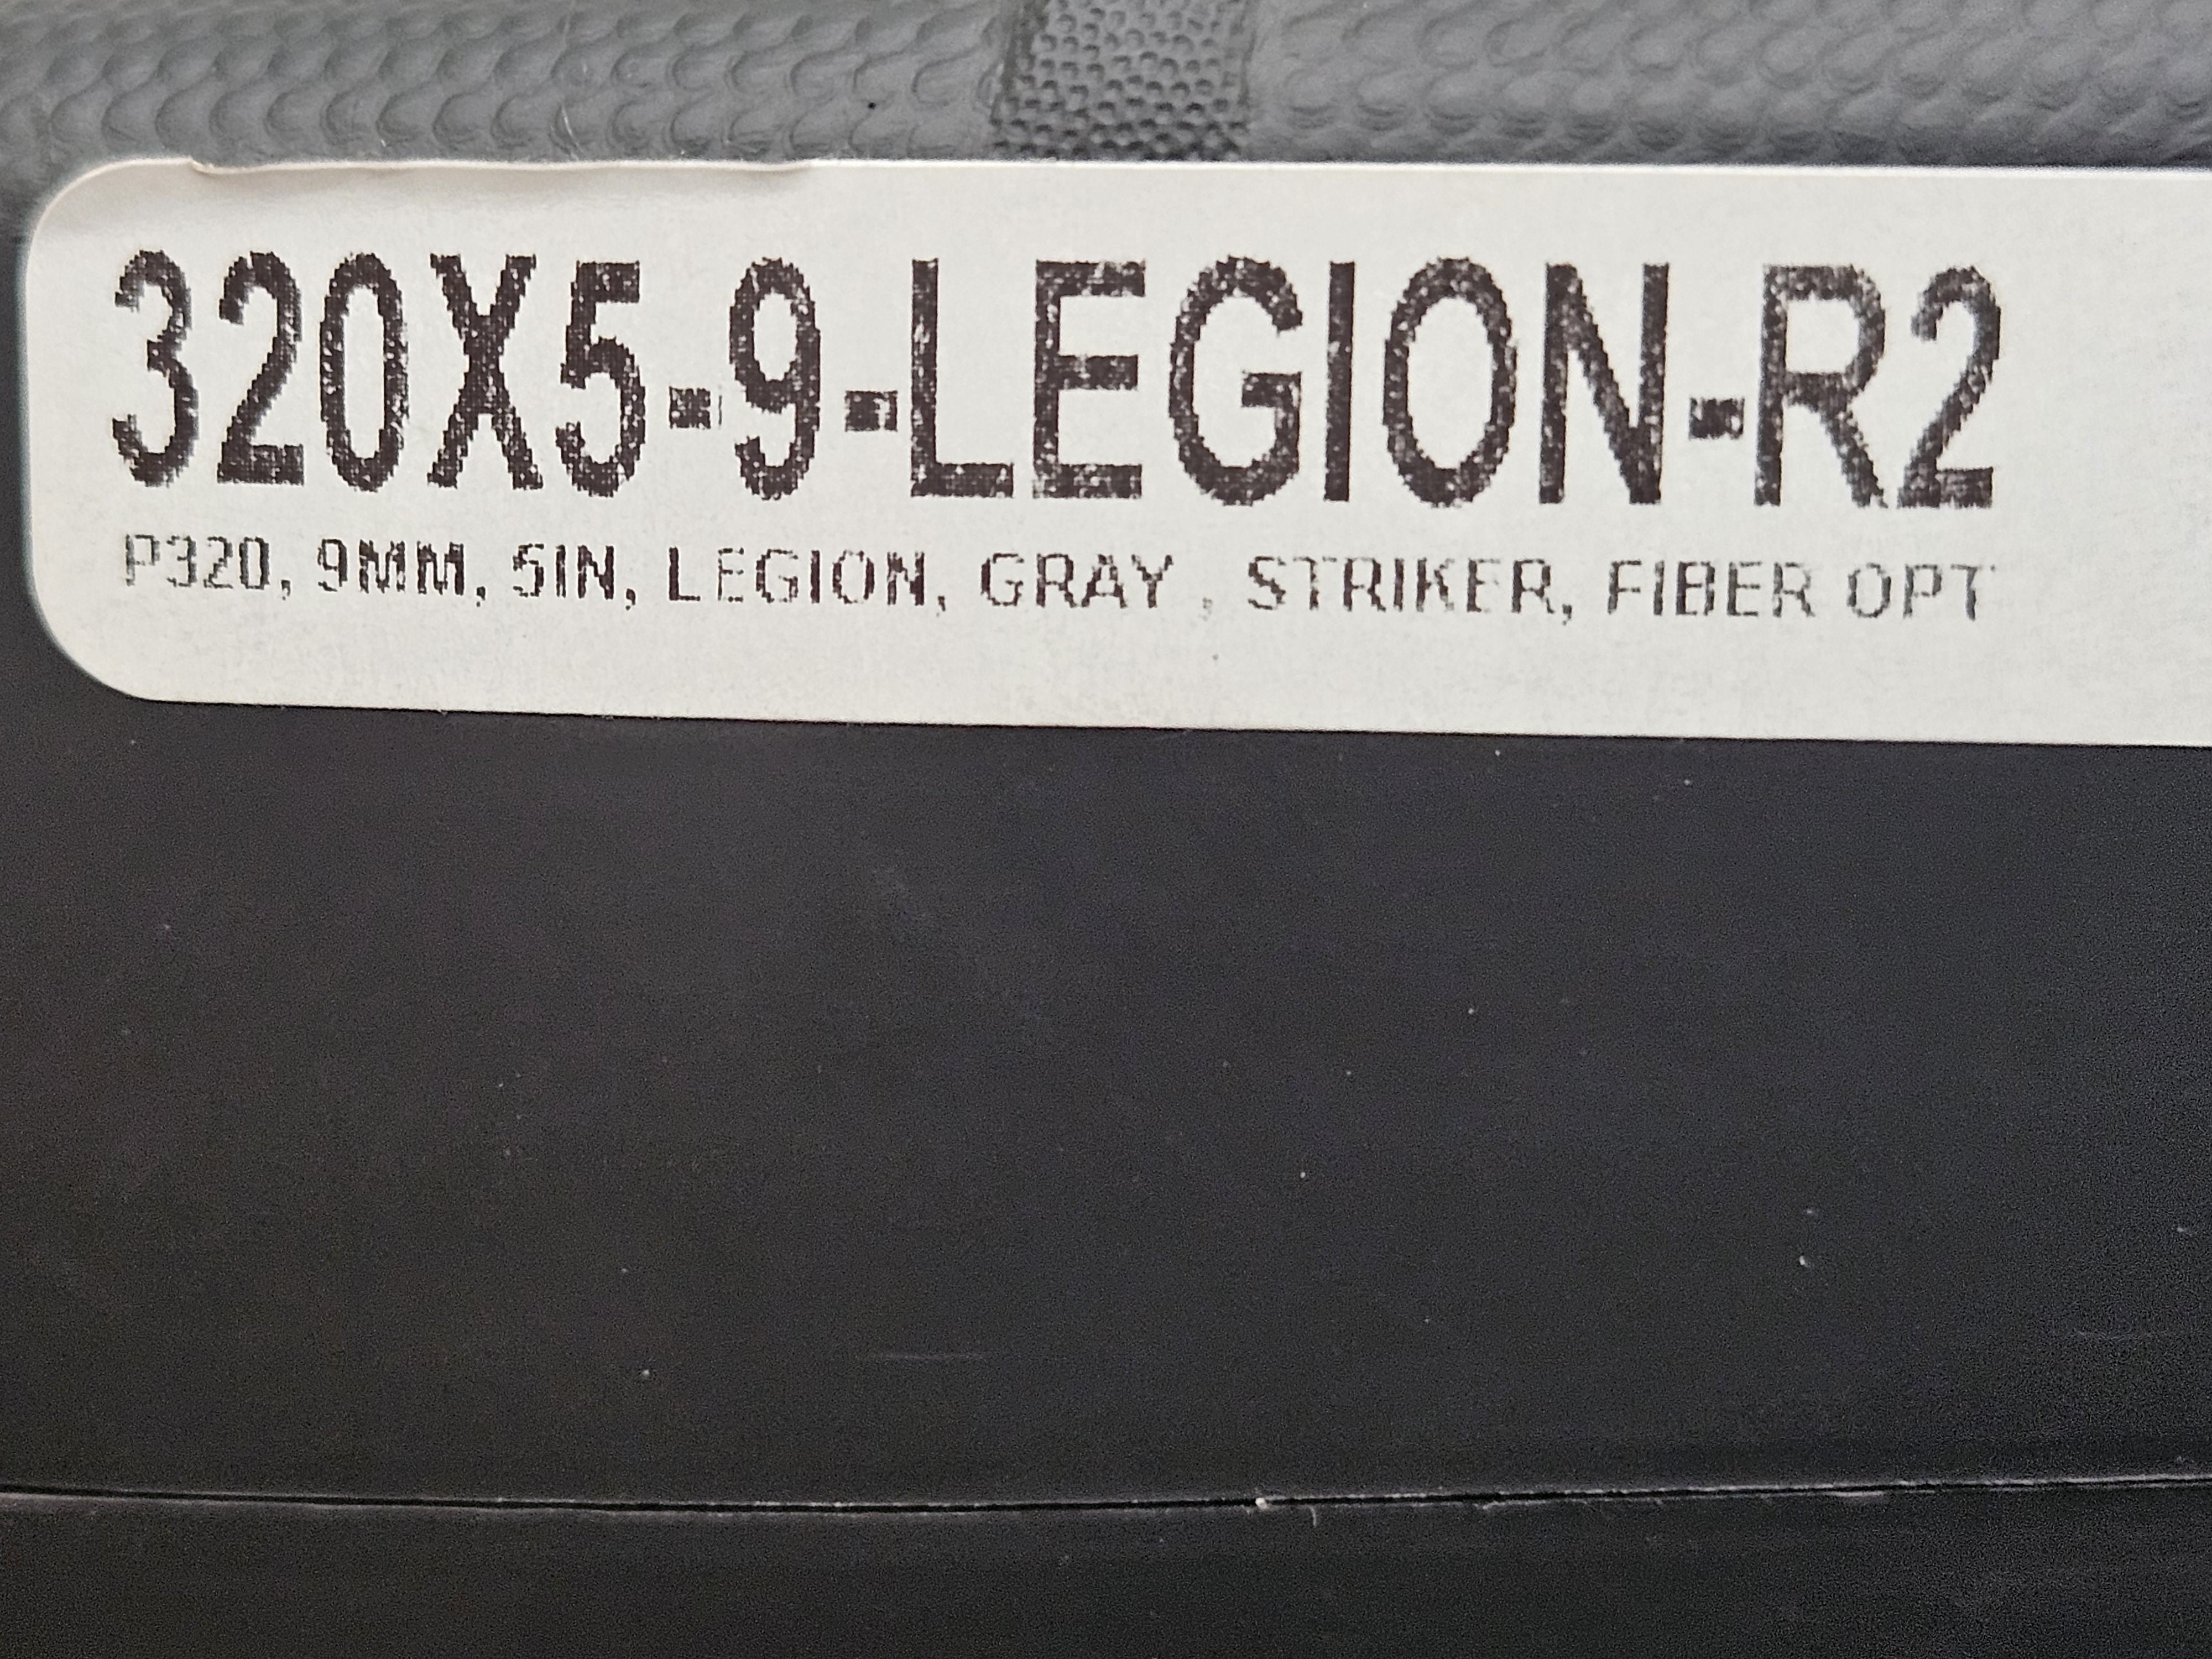 320X5-9-LEGION-R2
P320, 9MM, 5IN, LEGION, GRAY , STRIKER, FIBER OPT